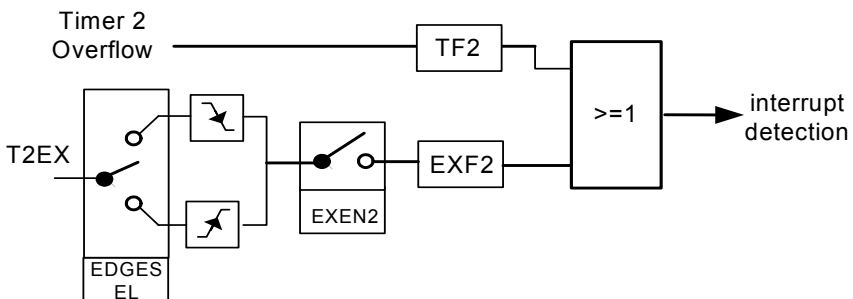 Timer 2
Overflow
TF2
>=1
interrupt
detection
T2EX
EXF2
EXEN2
EDGES
EL